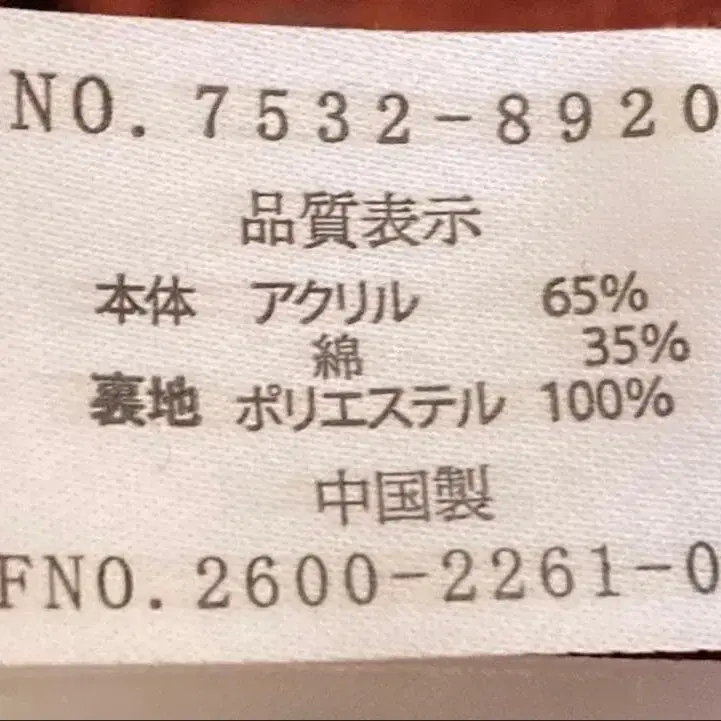 NO. 7532-8920
品質表示
本体 アクリル 65%
綿 35%
裏地 ポリエステル 100%
中国製
FNO. 2600-2261-0